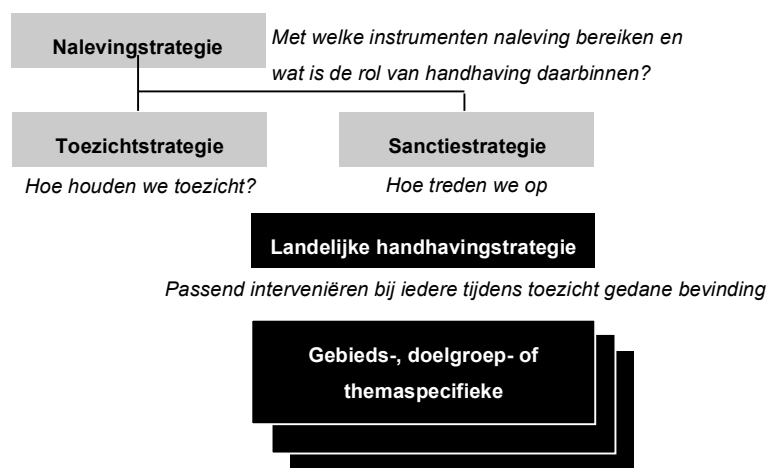 Nalevingstrategie
Met welke instrumenten naleving bereiken en
wat is de rol van handhaving daarbinnen?
Toezichtstrategie
Sanctiestrategie
Hoe houden we toezicht?
Hoe treden we op
Landelijke handhavingstrategie
Passend interveniëren bij iedere tijdens toezicht gedane bevinding
Gebieds-, doelgroep- of
themaspecifieke